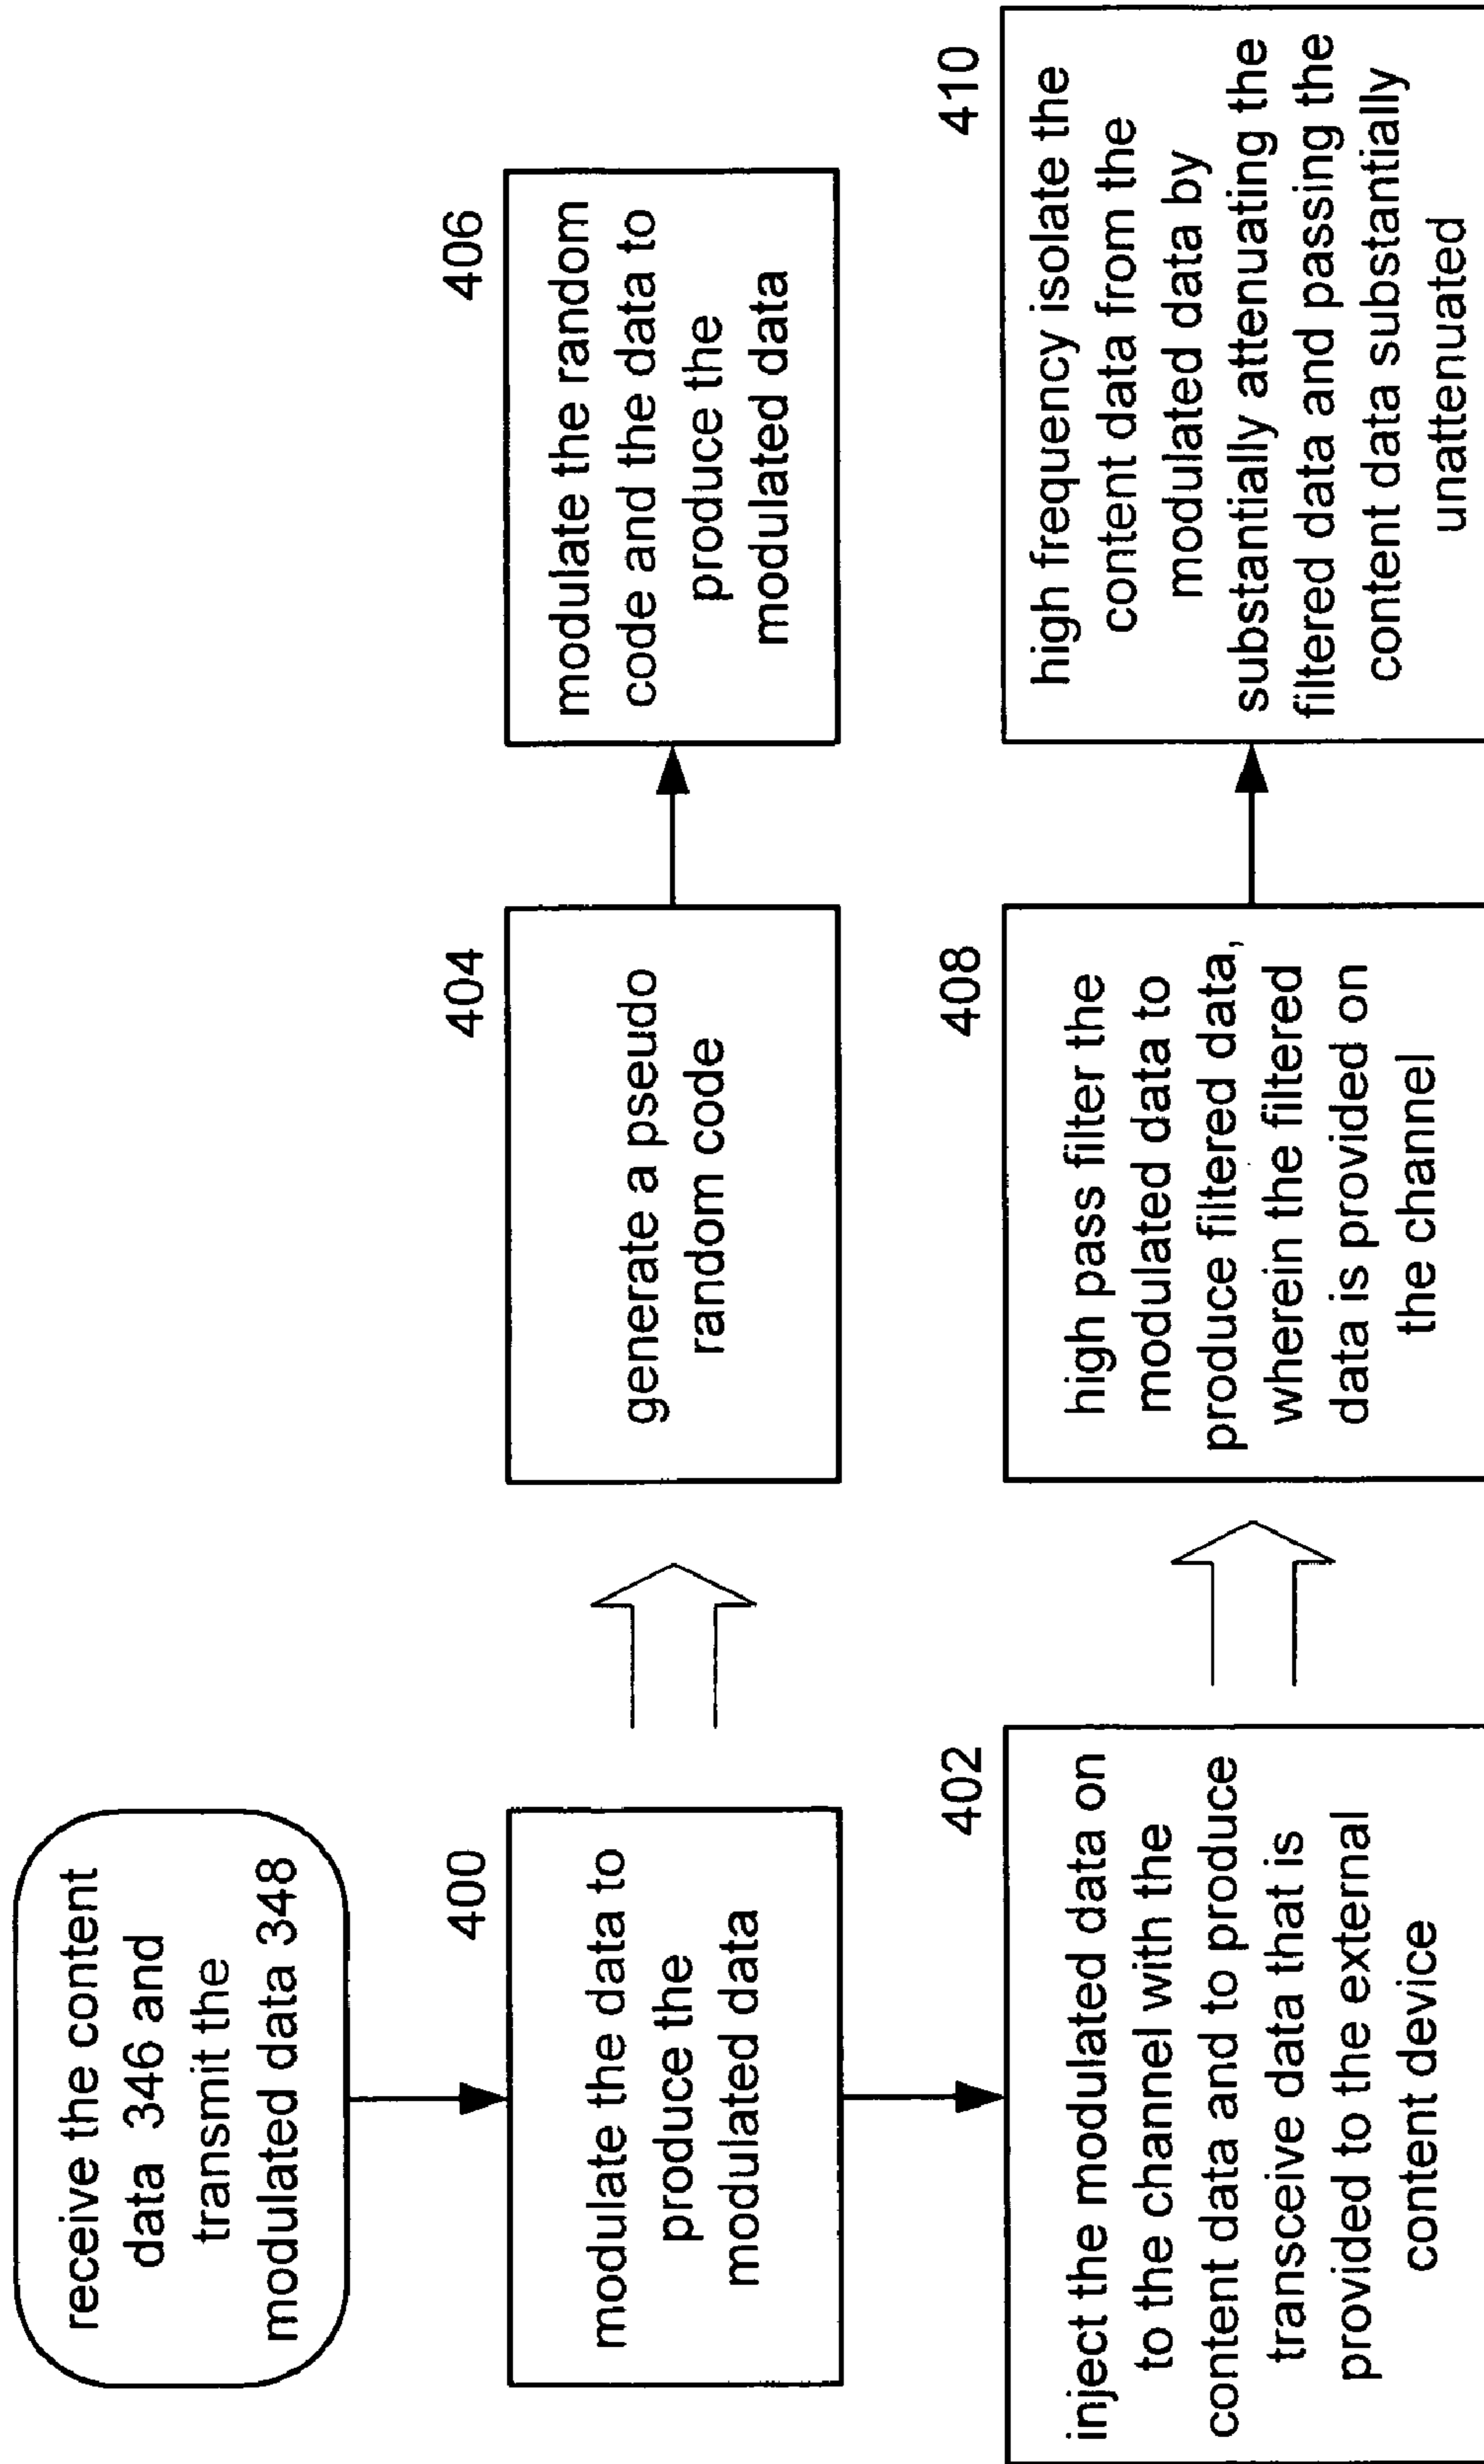 receive the content
data 346 and
transmit the
modulated data 348
400
modulate the data to
produce the
modulated data
404
generate a pseudo
random code
406
modulate the random
code and the data to
produce the
modulated data
402
inject the modulated data on
to the channel with the
content data and to produce
transceive data that is
provided to the external
content device
408
high pass filter the
modulated data to
produce filtered data,
wherein the filtered
data is provided on
the channel
410
high frequency isolate the
content data from the
modulated data by
substantially attenuating the
filtered data and passing the
content data substantially
unattenuated